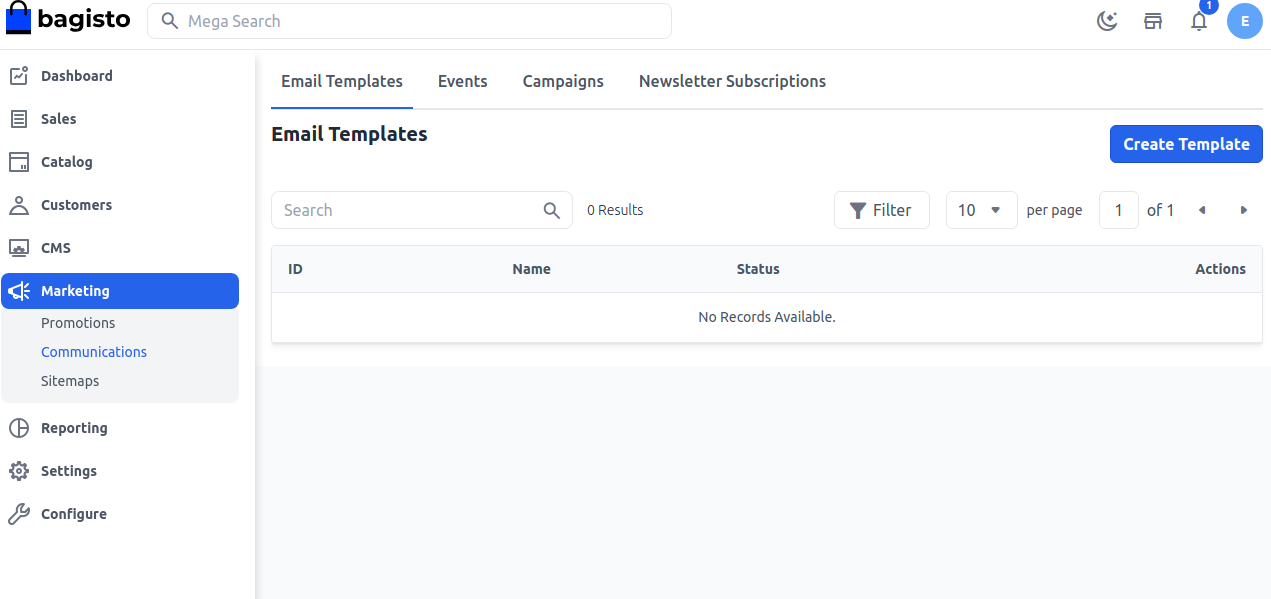 bagisto
Mega Search
1
E
Dashboard
Sales
Catalog
Customers
CMS
Marketing
Promotions
Communications
Sitemaps
Reporting
Settings
Configure
Email Templates Events Campaigns Newsletter Subscriptions
Email Templates
Create Template
Search 0 Results Filter 10 per page 1 of 1
ID Name Status Actions
No Records Available.